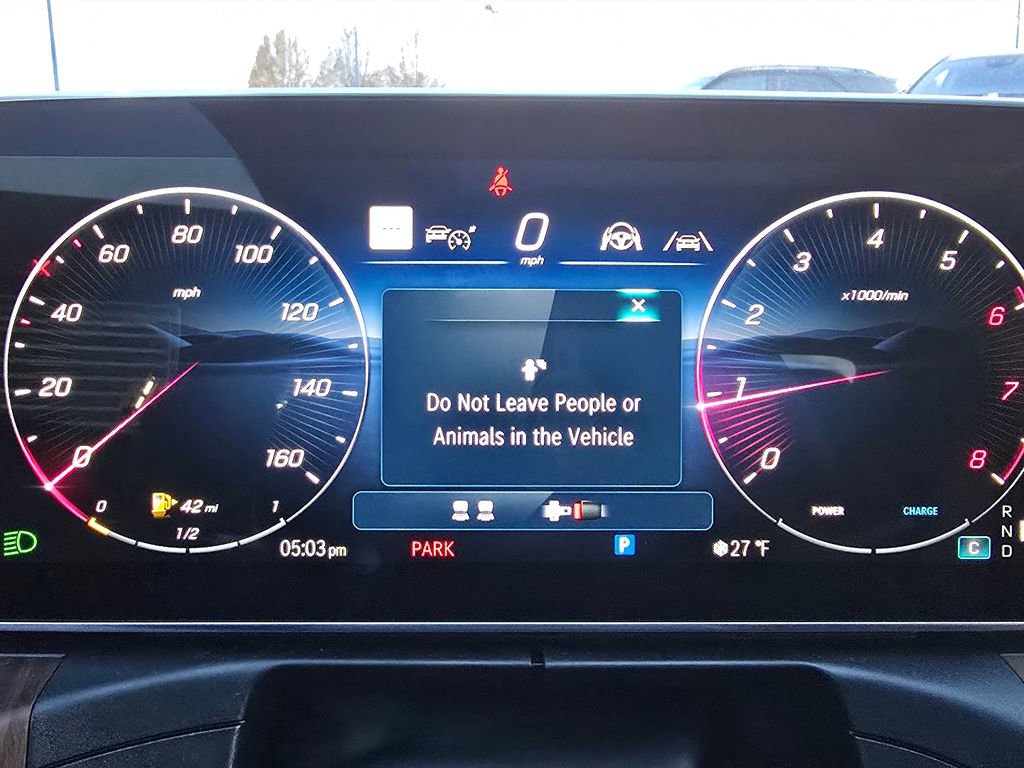 0
mph
20
40
60
80
100
120
140
160
0
mph
0
1
2
3
4
5
6
7
8
x1000/min
Do Not Leave People or
Animals in the Vehicle
42 mi
0
1/2
1
POWER
CHARGE
05:03 pm
PARK
P
27 °F
C
R
N
D